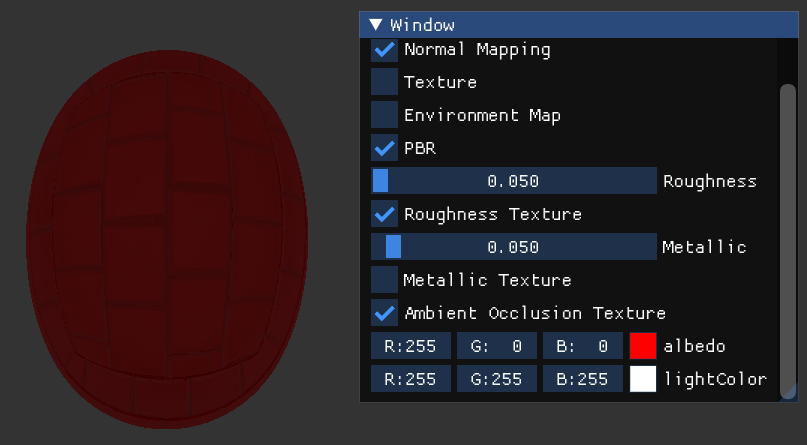 Window
Normal Mapping
Texture
Environment Map
PBR
0.050 Roughness
Roughness Texture
0.050 Metallic
Metallic Texture
Ambient Occlusion Texture
R:255 G: 0 B: 0 albedo
R:255 G:255 B:255 lightColor